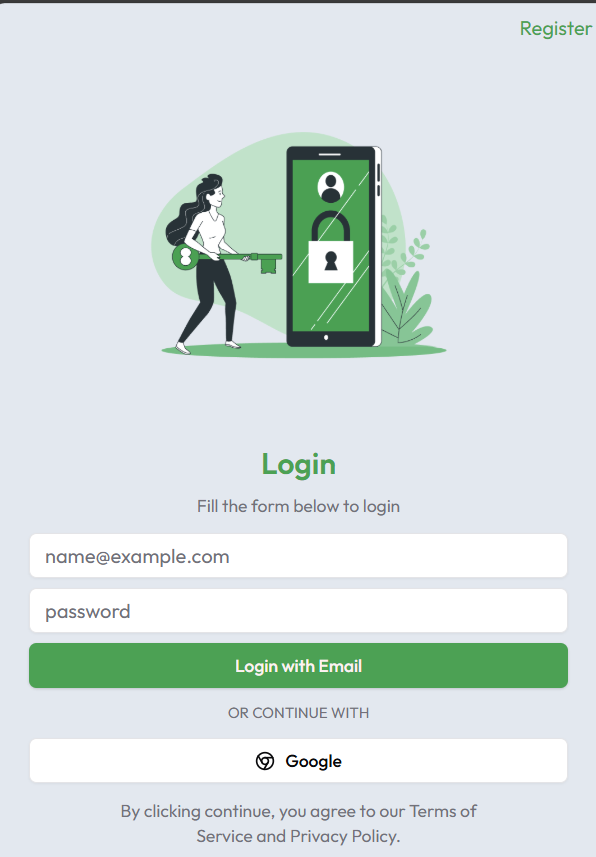 Register
Login
Fill the form below to login
name@example.com
password
Login with Email
OR CONTINUE WITH
Google
By clicking continue, you agree to our Terms of
Service and Privacy Policy.